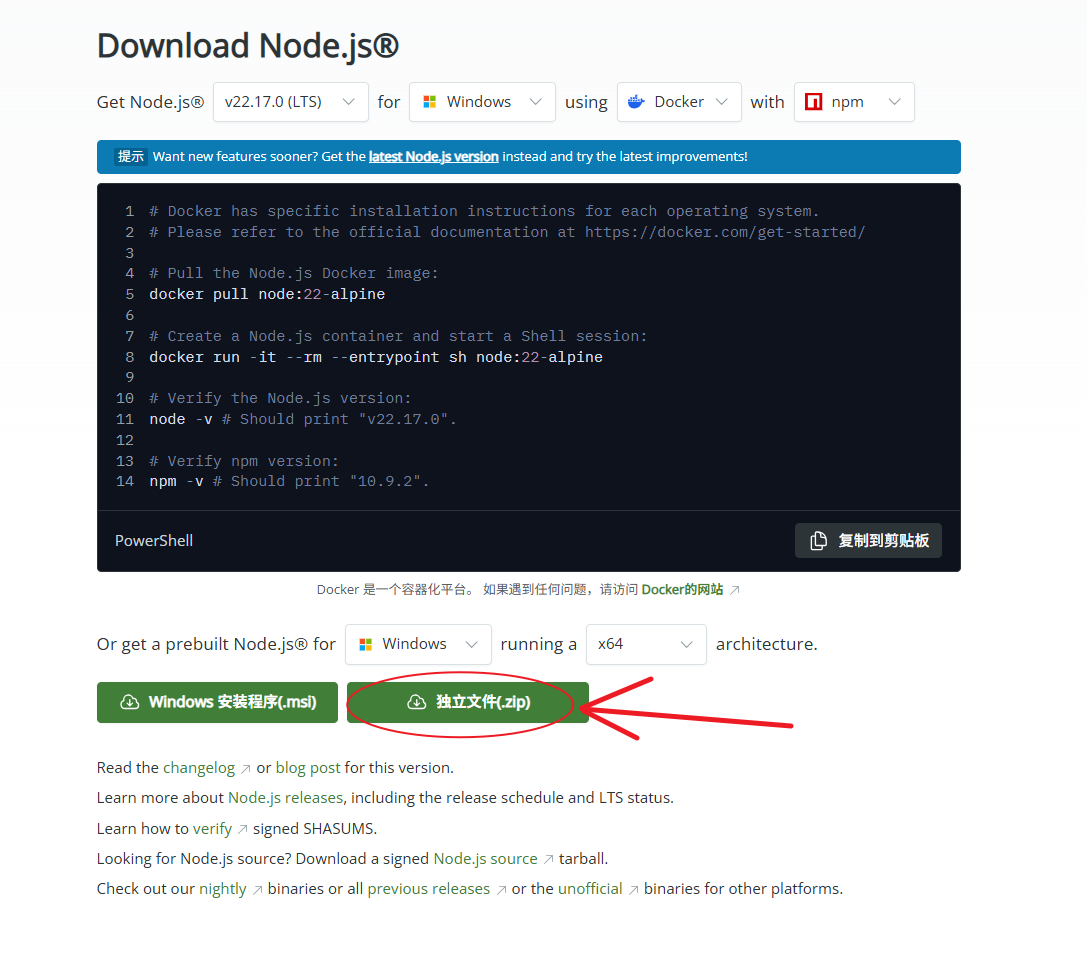 Download Node.js®
Get Node.js® v22.17.0 (LTS) for Windows using Docker with npm
提示 Want new features sooner? Get the latest Node.js version instead and try the latest improvements!
1 # Docker has specific installation instructions for each operating system.
2 # Please refer to the official documentation at https://docker.com/get-started/
3
4 # Pull the Node.js Docker image:
5 docker pull node:22-alpine
6
7 # Create a Node.js container and start a Shell session:
8 docker run -it --rm --entrypoint sh node:22-alpine
9
10 # Verify the Node.js version:
11 node -v # Should print "v22.17.0".
12
13 # Verify npm version:
14 npm -v # Should print "10.9.2".
PowerShell 复制到剪贴板
Docker 是一个容器化平台。 如果遇到任何问题，请访问 Docker的网站
Or get a prebuilt Node.js® for Windows running a x64 architecture.
Windows 安装程序(.msi) 独立文件(.zip)
Read the changelog or blog post for this version.
Learn more about Node.js releases, including the release schedule and LTS status.
Learn how to verify signed SHASUMS.
Looking for Node.js source? Download a signed Node.js source tarball.
Check out our nightly binaries or all previous releases or the unofficial binaries for other platforms.